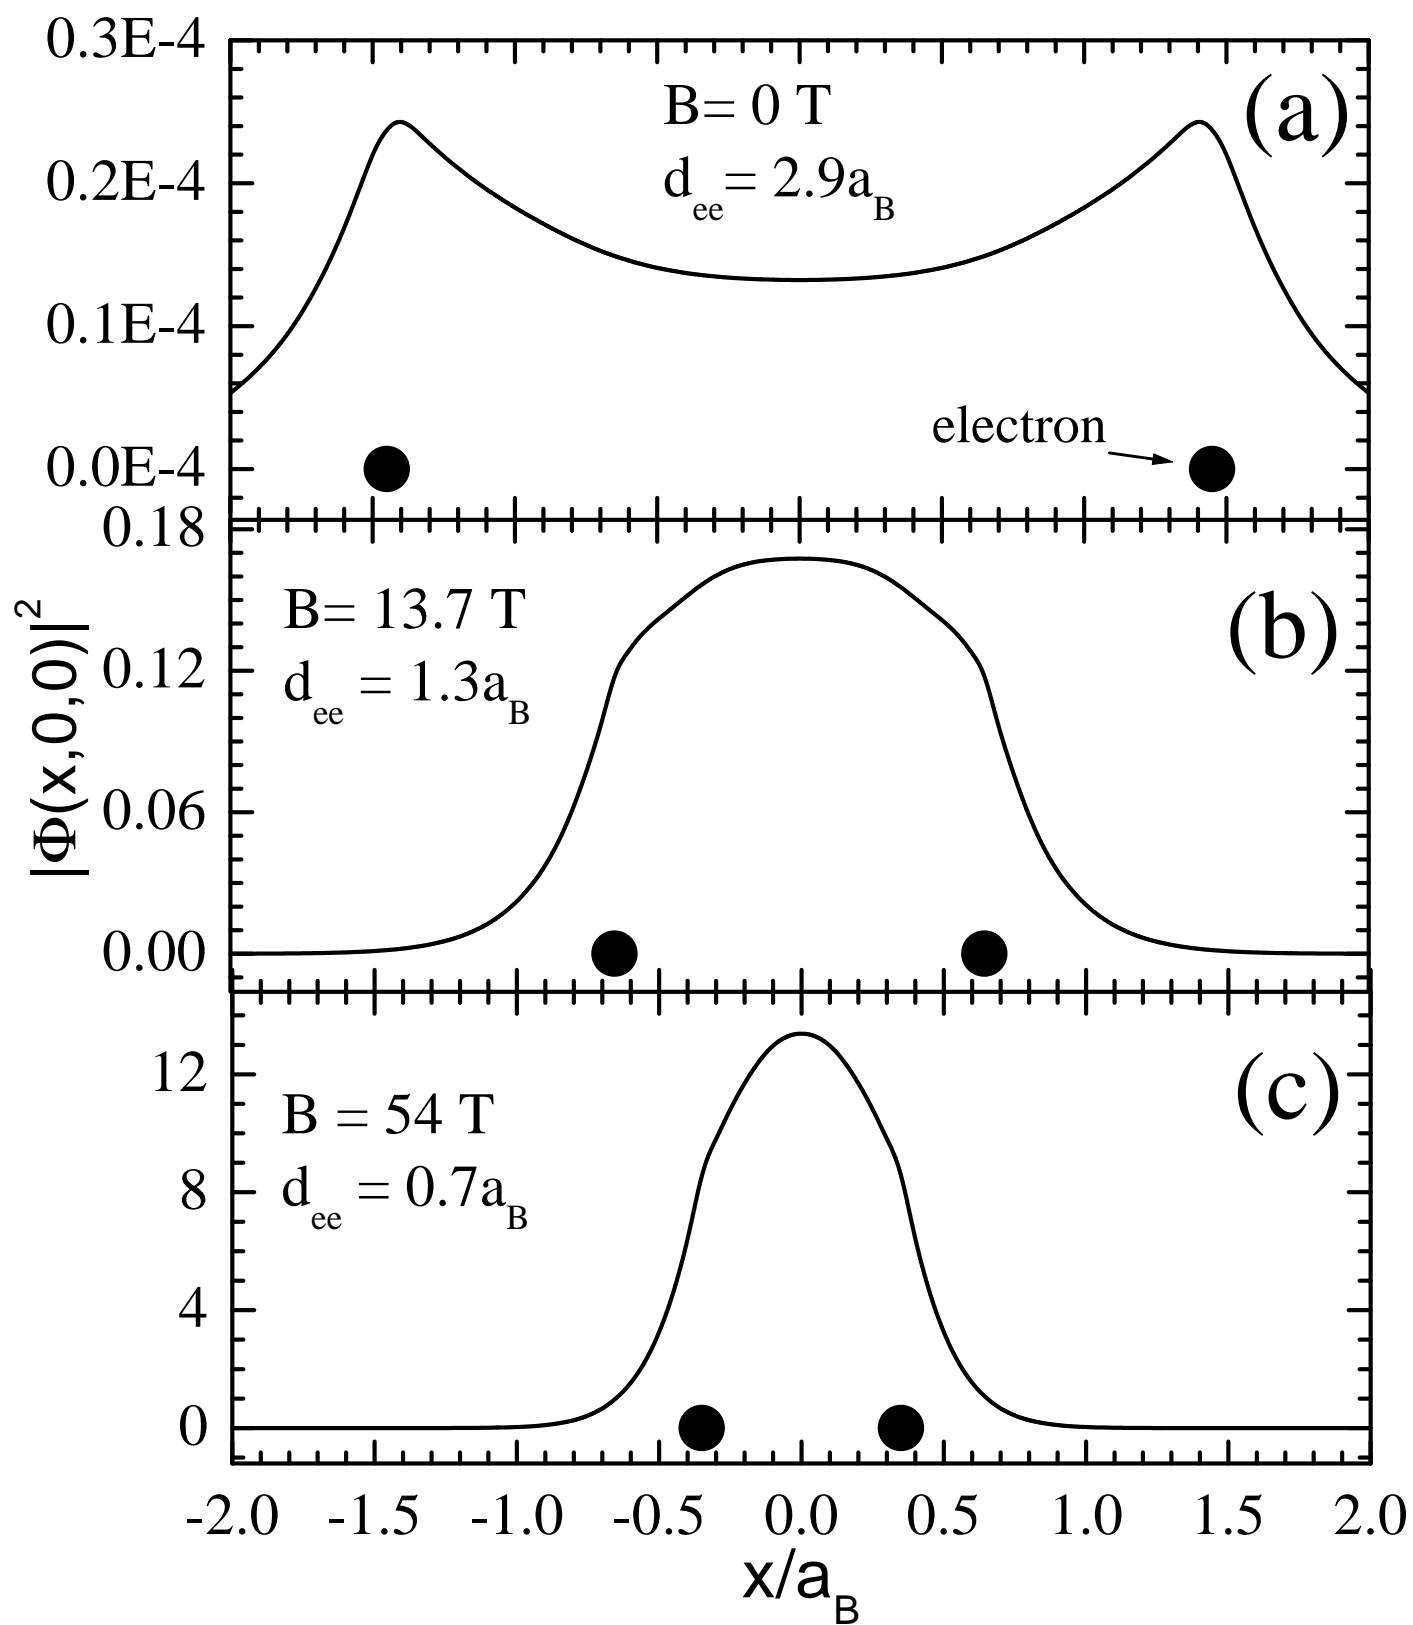 0.3E-4
0.2E-4
0.1E-4
0.0E-4
B= 0 T
d_ee= 2.9a_B
(a)
electron
0.18
0.12
0.06
0.00
B= 13.7 T
d_ee = 1.3a_B
(b)
|Φ(x,0,0)|²
12
8
4
0
B = 54 T
d_ee = 0.7a_B
(c)
-2.0 -1.5 -1.0 -0.5 0.0 0.5 1.0 1.5 2.0
x/a_B